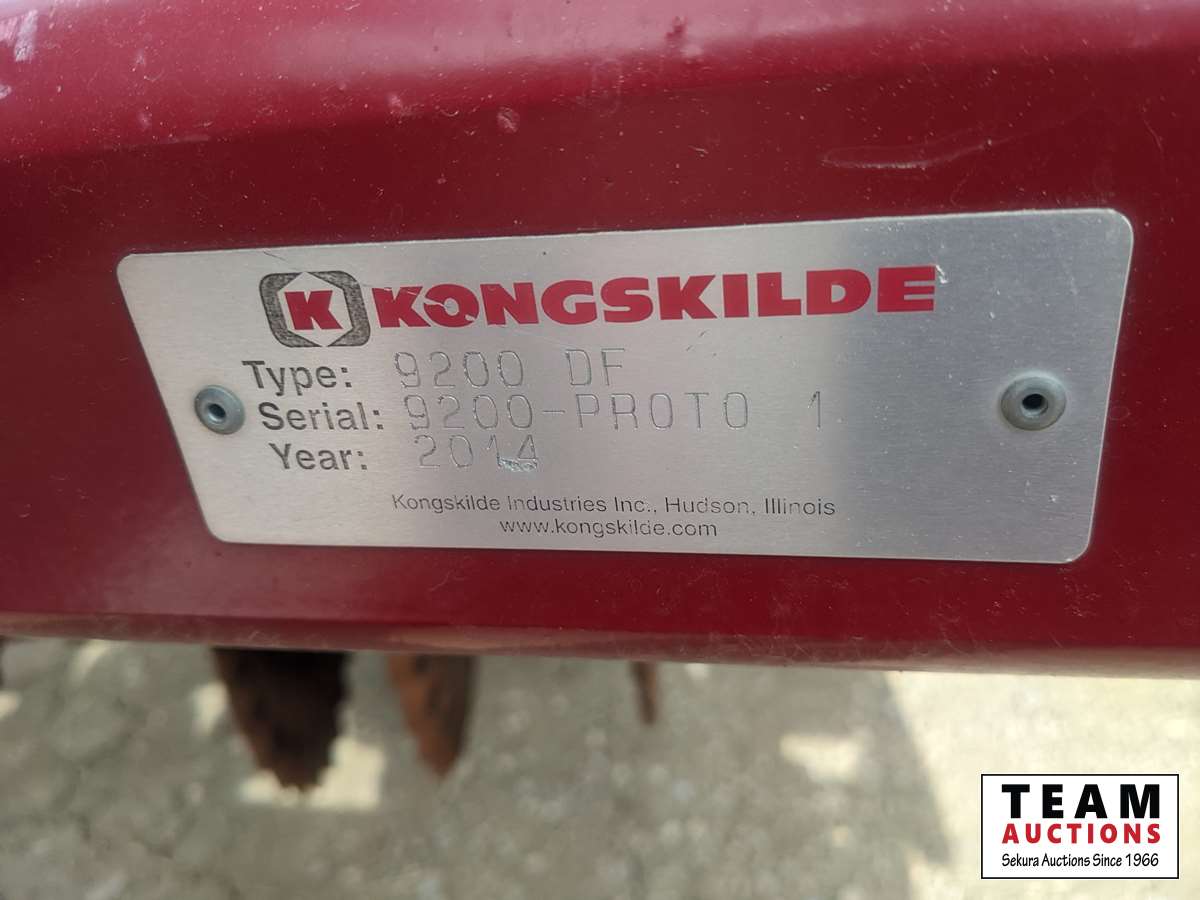 K KONGSKILDE
Type: 9200 DF
Serial: 9200-PROTO 1
Year: 2014
Kongskilde Industries Inc., Hudson, Illinois
www.kongskilde.com
TEAM
AUCTIONS
Sekura Auctions Since 1966